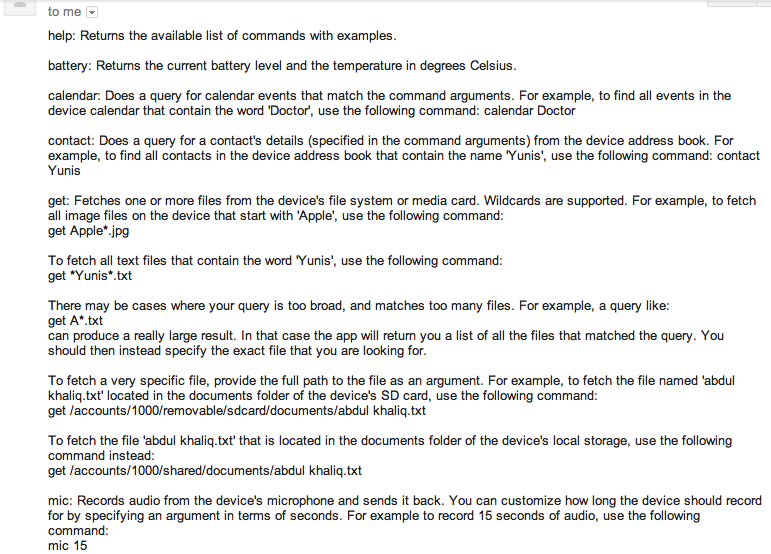 to me
help: Returns the available list of commands with examples.
battery: Returns the current battery level and the temperature in degrees Celsius.
calendar: Does a query for calendar events that match the command arguments. For example, to find all events in the
device calendar that contain the word 'Doctor', use the following command: calendar Doctor
contact: Does a query for a contact's details (specified in the command arguments) from the device address book. For
example, to find all contacts in the device address book that contain the name 'Yunis', use the following command: contact
Yunis
get: Fetches one or more files from the device's file system or media card. Wildcards are supported. For example, to fetch
all image files on the device that start with 'Apple', use the following command:
get Apple*.jpg
To fetch all text files that contain the word 'Yunis', use the following command:
get *Yunis*.txt
There may be cases where your query is too broad, and matches too many files. For example, a query like:
get A*.txt
can produce a really large result. In that case the app will return you a list of all the files that matched the query. You
should then instead specify the exact file that you are looking for.
To fetch a very specific file, provide the full path to the file as an argument. For example, to fetch the file named 'abdul
khaliq.txt' located in the documents folder of the device's SD card, use the following command:
get /accounts/1000/removable/sdcard/documents/abdul khaliq.txt
To fetch the file 'abdul khaliq.txt' that is located in the documents folder of the device's local storage, use the following
command instead:
get /accounts/1000/shared/documents/abdul khaliq.txt
mic: Records audio from the device's microphone and sends it back. You can customize how long the device should record
for by specifying an argument in terms of seconds. For example to record 15 seconds of audio, use the following
command:
mic 15